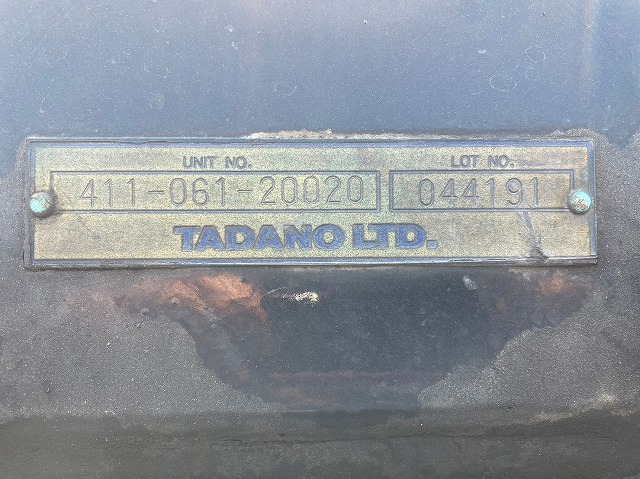 UNIT NO. LOT NO.
411-061-20020 044191
TADANO LTD.